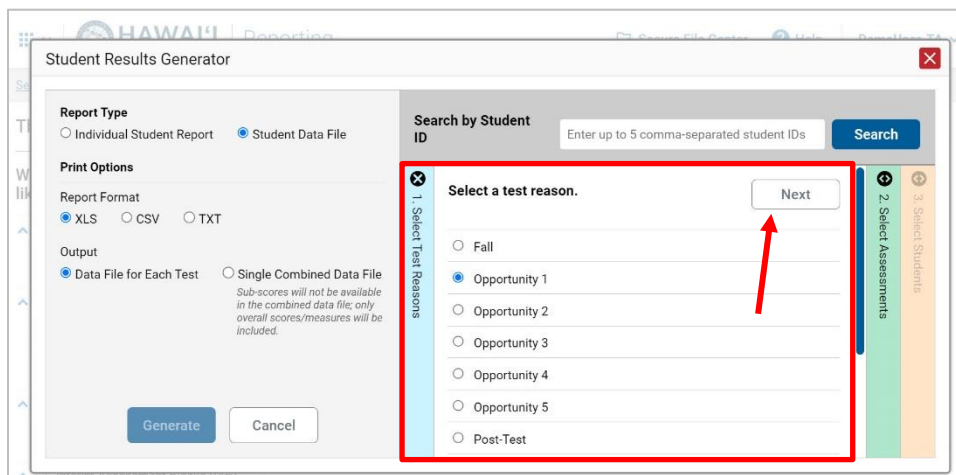 HAWAI‘I Reporting
Secure File Center Help
Student Results Generator
Report Type
Individual Student Report Student Data File
Print Options
Report Format
XLS CSV TXT
Output
Data File for Each Test Single Combined Data File
Sub-scores will not be available
in the combined data file; only
overall scores/measures will be
included.
Generate Cancel
Search by Student
ID
Enter up to 5 comma-separated student IDs
Search
1. Select Test Reasons
Select a test reason.
Next
Fall
Opportunity 1
Opportunity 2
Opportunity 3
Opportunity 4
Opportunity 5
Post-Test
2. Select Assessments
3. Select Students